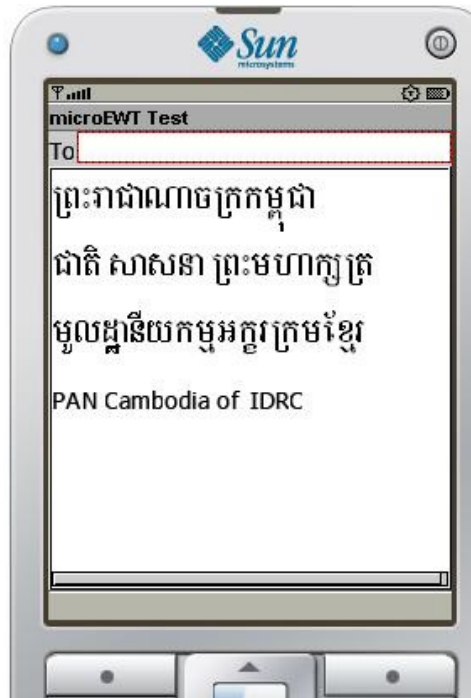 Sun
microsystems
microEWT Test
To
ព្រះរាជាណាចក្រកម្ពុជា
ជាតិ សាសនា ព្រះមហាក្សត្រ
មូលដ្ឋានីយកម្មអក្ខរក្រមខ្មែរ
PAN Cambodia of IDRC